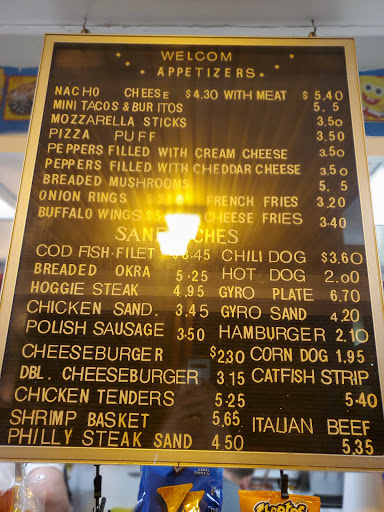 WELCOM
APPETIZERS
NACHO CHEESE $4.30 WITH MEAT $5.40
MINI TACOS & BUR ITOS 5. 5
MOZZARELLA STICKS 3.50
PIZZA PUFF 3.50
PEPPERS FILLED WITH CREAM CHEESE 3.50
PEPPERS FILLED WITH CHEDDAR CHEESE 3.50
BREADED MUSHROOMS 5. 5
ONION RINGS FRENCH FRIES 3.20
BUFFALO WINGS $5 CHEESE FRIES 3.40
COD FISH FILET CHILI DOG $3.60
BREADED OKRA 5.25 HOT DOG 2.00
HOGGIE STEAK 4.95 GYRO PLATE 6.70
CHICKEN SAND. 3.45 GYRO SAND 4.20
POLISH SAUSAGE 3.50 HAMBURGER 2.10
CHEESEBURGER $2.30 CORN DOG 1.95
DBL. CHEESEBURGER 3.15 CATFISH STRIP
CHICKEN TENDERS 5.25 5.40
SHRIMP BASKET 5.65 ITALIAN BEEF
PHILLY STEAK SAND 4.50 5.35
COOL RANCH
Cheetos